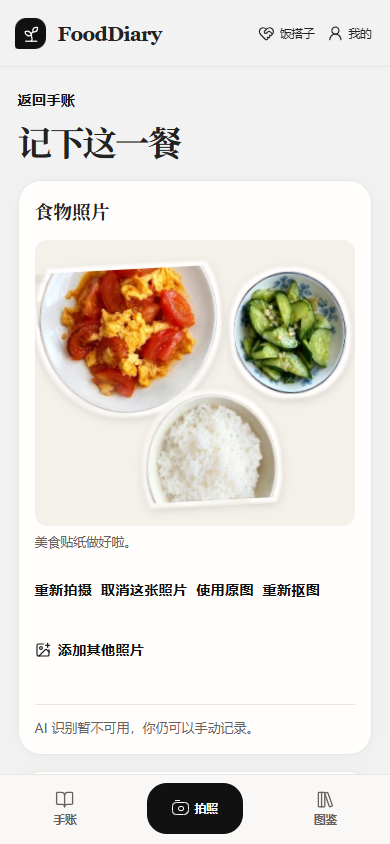 FoodDiary
饭搭子
我的
返回手账
记下这一餐
食物照片
美食贴纸做好啦。
重新拍摄 取消这张照片 使用原图 重新抠图
添加其他照片
AI 识别暂不可用，你仍可以手动记录。
手账
拍照
图鉴